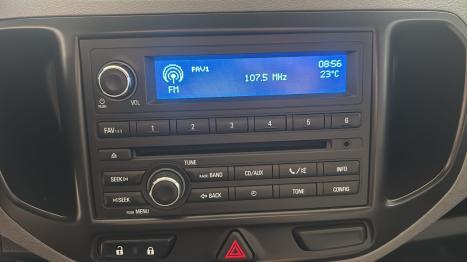 FAV1 08:56
107.5 MHz 23°C
FM
VOL
FAV 1 2 3 4 5 6
TUNE
SEEK BAND CD/AUX INFO
SEEK BACK TONE CONFIG
MENU